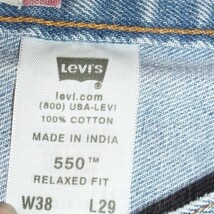 Levi's
levi.com
(800) USA-LEVI
100% COTTON
MADE IN INDIA
550™
RELAXED FIT
W38 L29